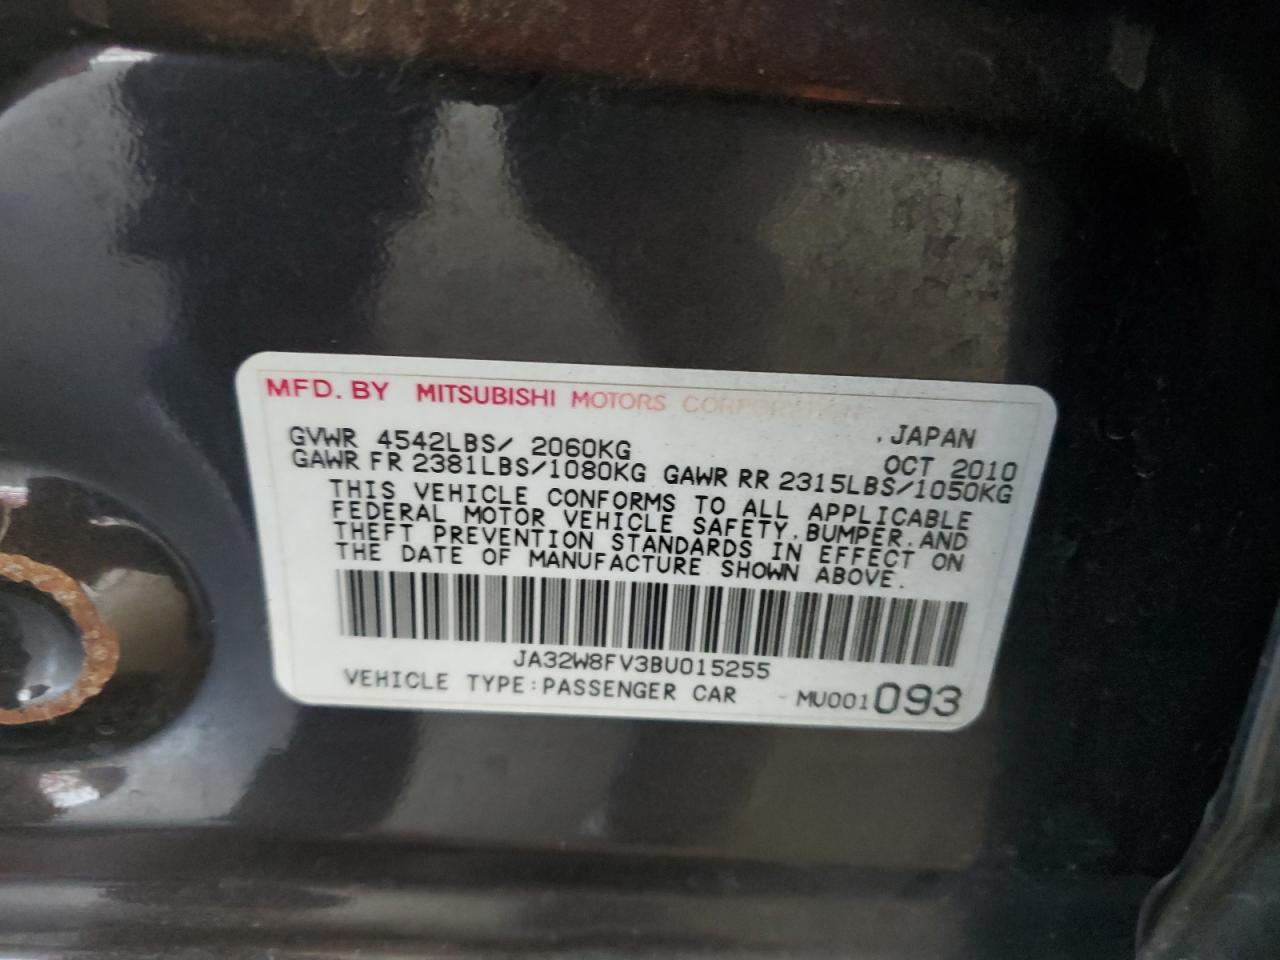 MFD. BY MITSUBISHI MOTORS CORPORATION
GVWR 4542LBS/ 2060KG , JAPAN
OCT 2010
GAWR FR 2381LBS/1080KG GAWR RR 2315LBS/1050KG
THIS VEHICLE CONFORMS TO ALL APPLICABLE
FEDERAL MOTOR VEHICLE SAFETY, BUMPER, AND
THEFT PREVENTION STANDARDS IN EFFECT ON
THE DATE OF MANUFACTURE SHOWN ABOVE.
JA32W8FV3BU015255
VEHICLE TYPE:PASSENGER CAR - MU001093